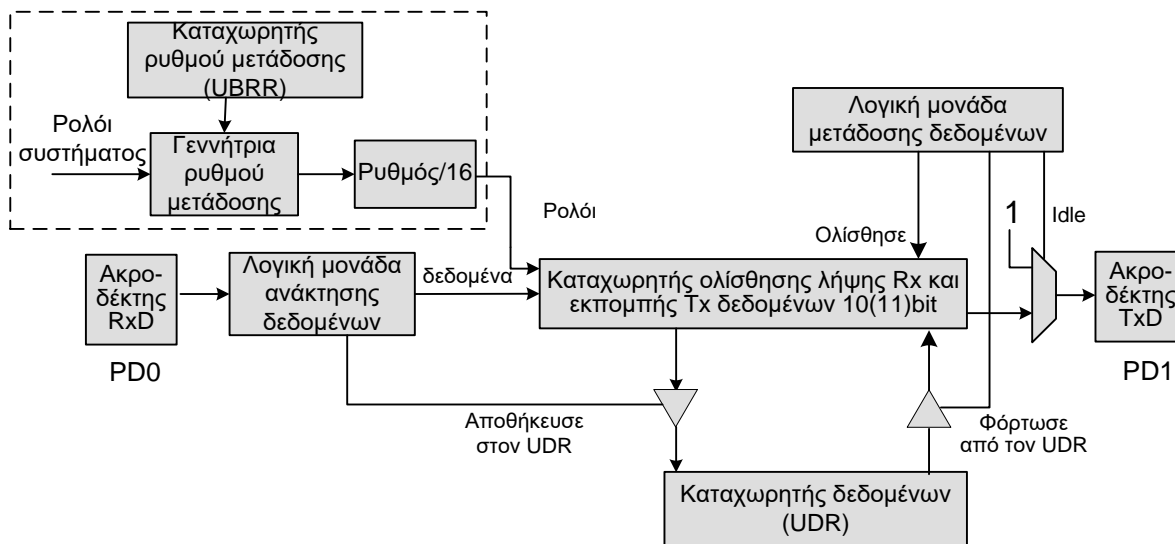 Καταχωρητής
ρυθμού μετάδοσης
(UBRR)
Ρολόι
συστήματος
Γεννήτρια
ρυθμού
μετάδοσης
Ρυθμός/16
Λογική μονάδα
μετάδοσης δεδομένων
Ρολόι
Ολίσθησε
1
Idle
Ακρο-
δέκτης
RxD
PD0
Λογική μονάδα
ανάκτησης
δεδομένων
δεδομένα
Καταχωρητής ολίσθησης λήψης Rx και
εκπομπής Tx δεδομένων 10(11)bit
Ακρο-
δέκτης
TxD
PD1
Αποθήκευσε
στον UDR
Φόρτωσε
από τον UDR
Καταχωρητής δεδομένων
(UDR)